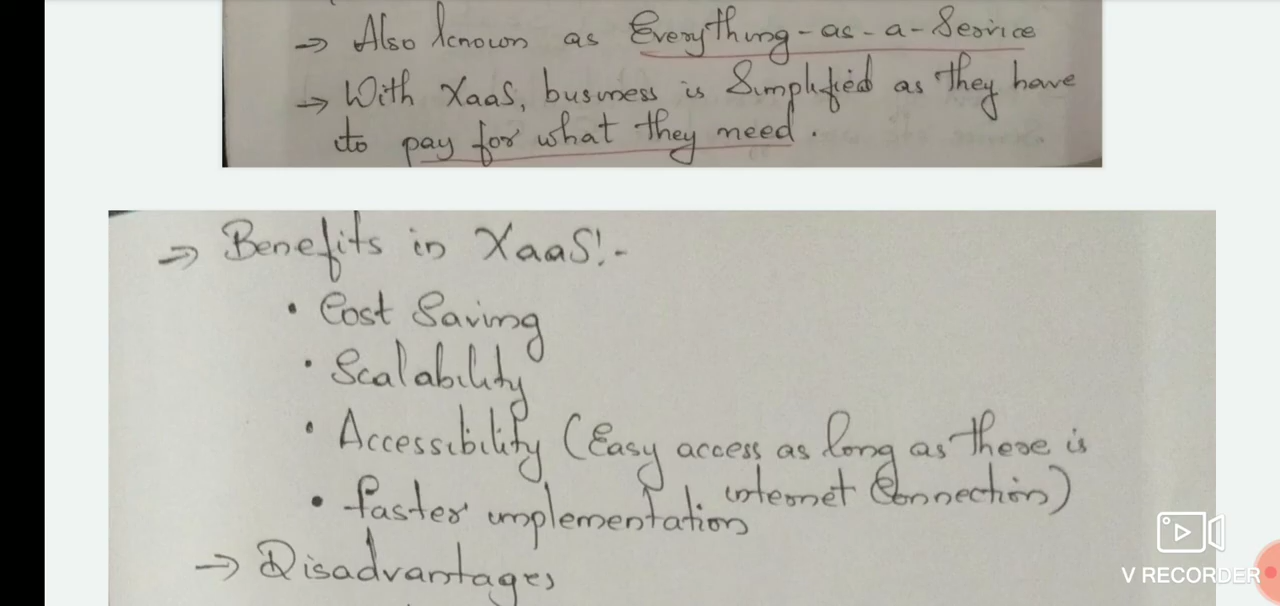 → Also known as Everything-as-a-Service
→ With XaaS, business is Simplified as they have
to pay for what they need.
→ Benefits in XaaS:-
• Cost Saving
• Scalability
• Accessibility (Easy access as long as there is
internet Connection)
• faster implementation
→ Disadvantages
V RECORDER